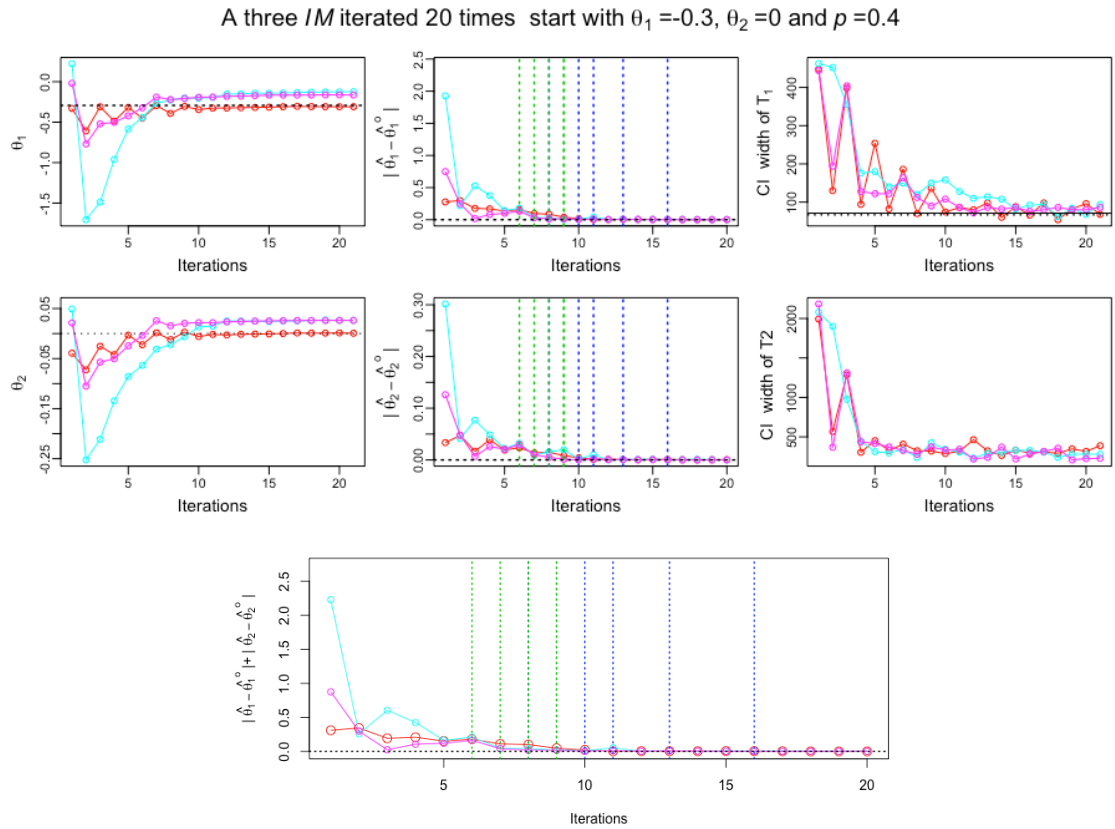 A three IM iterated 20 times start with θ1 =-0.3, θ2 =0 and p =0.4
θ1
0.0
-0.5
-1.0
-1.5
5 10 15 20
Iterations
| θ̂1 − θ̂1° |
2.5
2.0
1.5
1.0
0.5
0.0
5 10 15 20
Iterations
CI width of T1
400
300
200
100
5 10 15 20
Iterations
θ2
0.05
-0.05
-0.15
-0.25
5 10 15 20
Iterations
| θ̂2 − θ̂2° |
0.30
0.20
0.10
0.00
5 10 15 20
Iterations
CI width of T2
2000
500
5 10 15 20
Iterations
| θ̂1 − θ̂1° | + | θ̂2 − θ̂2° |
2.5
2.0
1.5
1.0
0.5
0.0
5 10 15 20
Iterations